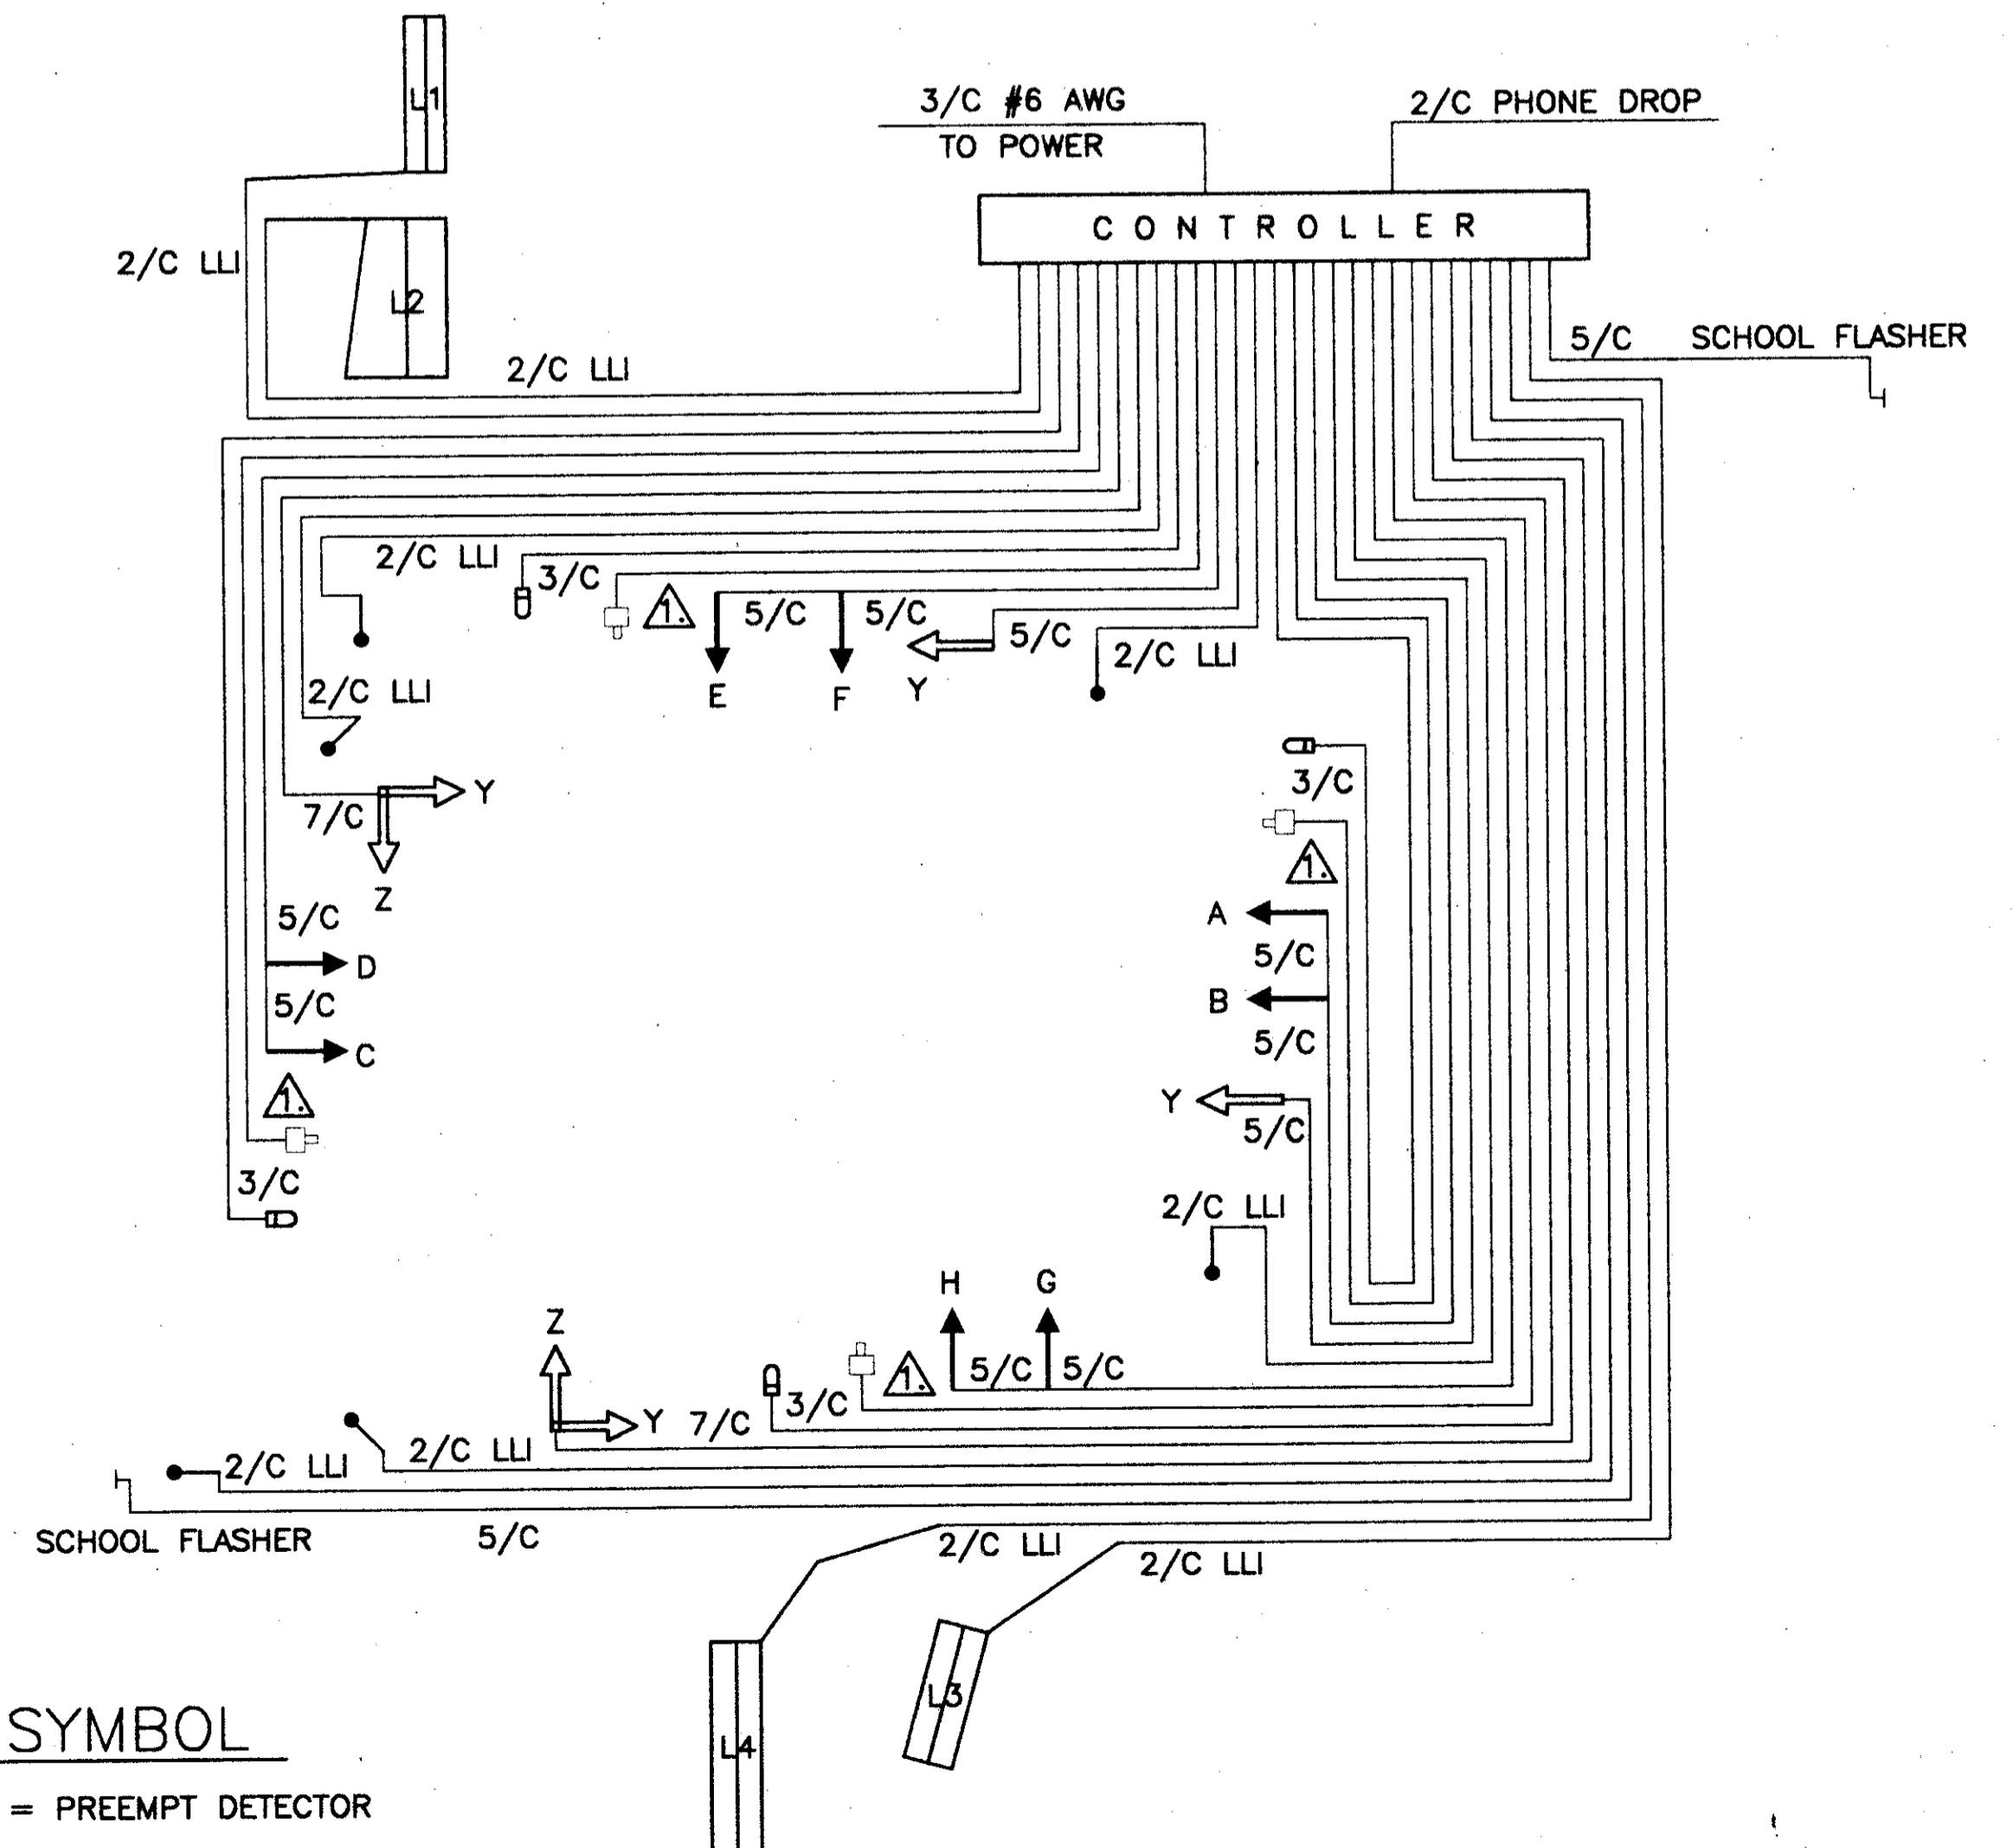 L1
3/C #6 AWG
TO POWER
2/C PHONE DROP
CONTROLLER
2/C LLI
L2
2/C LLI
5/C SCHOOL FLASHER
2/C LLI
3/C
1.
5/C
5/C
5/C
2/C LLI
E
F
Y
2/C LLI
3/C
Y
7/C
Z
1.
A
5/C
D
5/C
5/C
B
C
5/C
1.
Y
5/C
3/C
2/C LLI
H
G
Z
1.
5/C
5/C
3/C
Y
7/C
2/C LLI
2/C LLI
SCHOOL FLASHER
5/C
2/C LLI
2/C LLI
L3
L4
SYMBOL
= PREEMPT DETECTOR